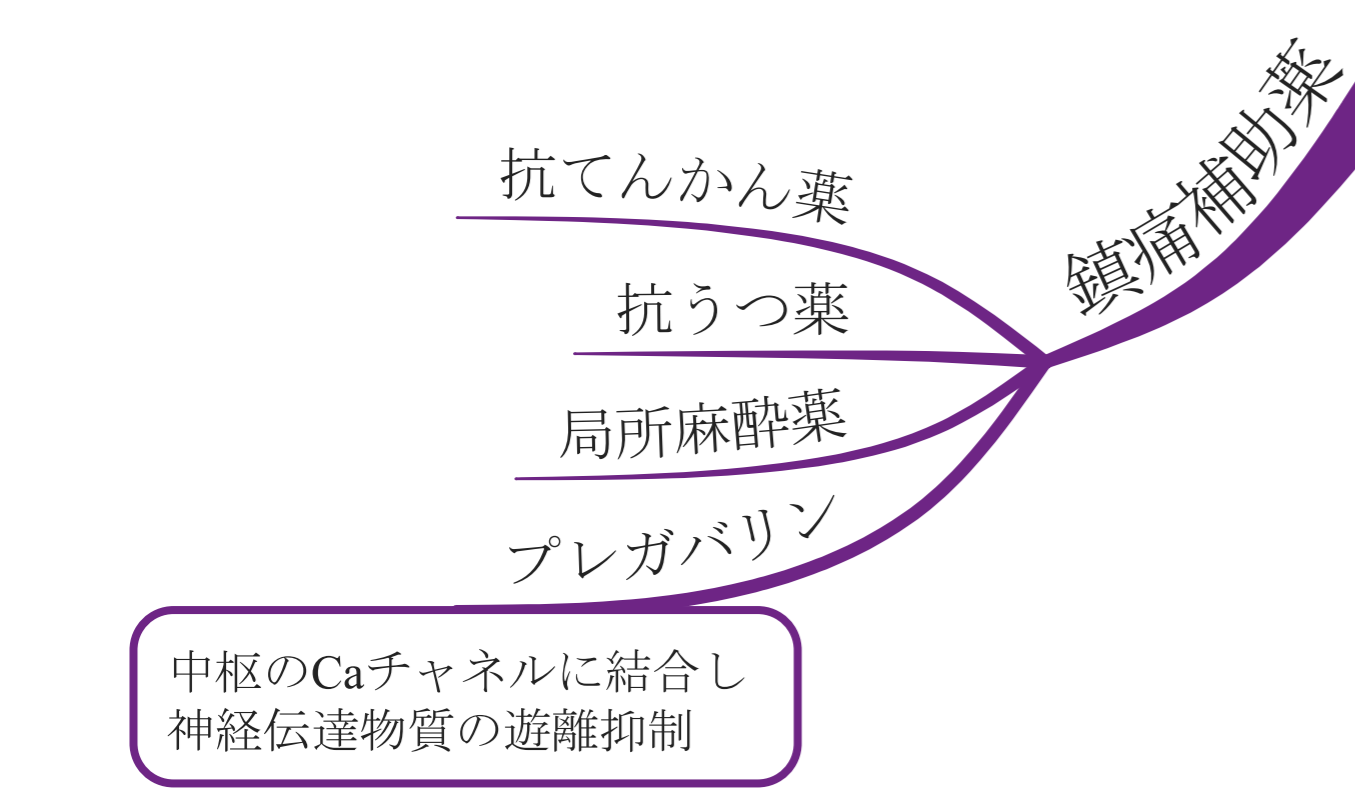 鎮痛補助薬
抗てんかん薬
抗うつ薬
局所麻酔薬
プレガバリン
中枢のCaチャネルに結合し
神経伝達物質の遊離抑制